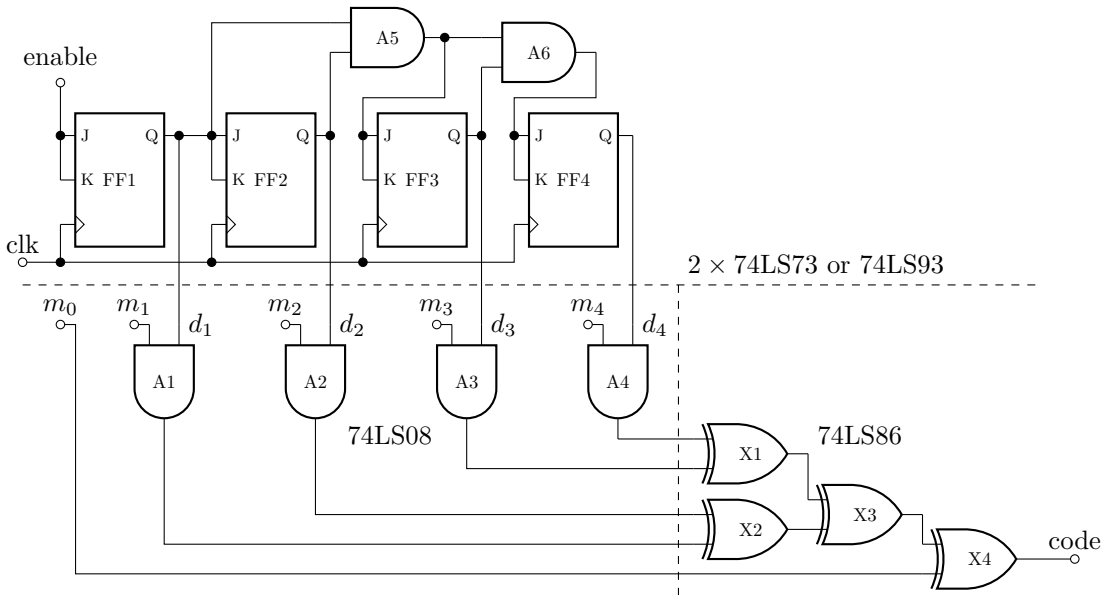 A5
A6
enable
J Q J Q J Q J Q
K FF1 K FF2 K FF3 K FF4
clk
2 × 74LS73 or 74LS93
m₀ m₁ d₁ m₂ d₂ m₃ d₃ m₄ d₄
A1 A2 A3 A4
74LS08 74LS86
X1
X2 X3
X4 code